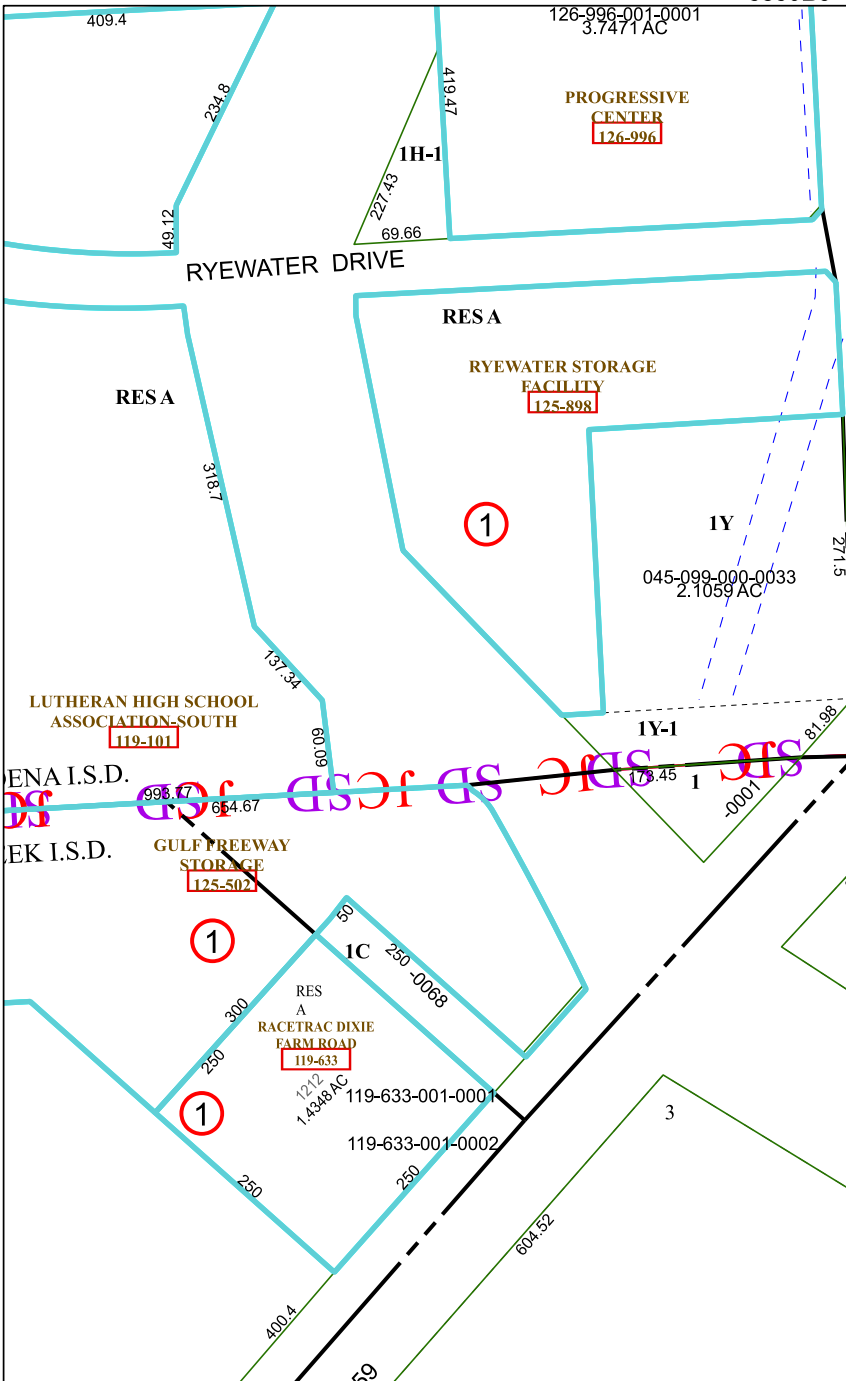 409.4
126-996-001-0001
3.7471 AC
234.8
419.47
PROGRESSIVE
CENTER
126-996
1H-1
227.43
49.12
69.66
RYEWATER DRIVE
RES A
RYEWATER STORAGE
FACILITY
125-898
RES A
318.7
1
1Y
271.5
045-099-000-0033
2.1059 AC
137.34
LUTHERAN HIGH SCHOOL
ASSOCIATION-SOUTH
119-101
60.09
1Y-1
81.98
DENA I.S.D.
993.77
654.67
173.45
1
-0001
EEK I.S.D.
GULF FREEWAY
STORAGE
125-502
50
1
1C
250 -0068
RES
A
300
RACETRAC DIXIE
FARM ROAD
119-633
250
1212
1.4348 AC
119-633-001-0001
1
3
119-633-001-0002
250
250
604.52
400.4
59